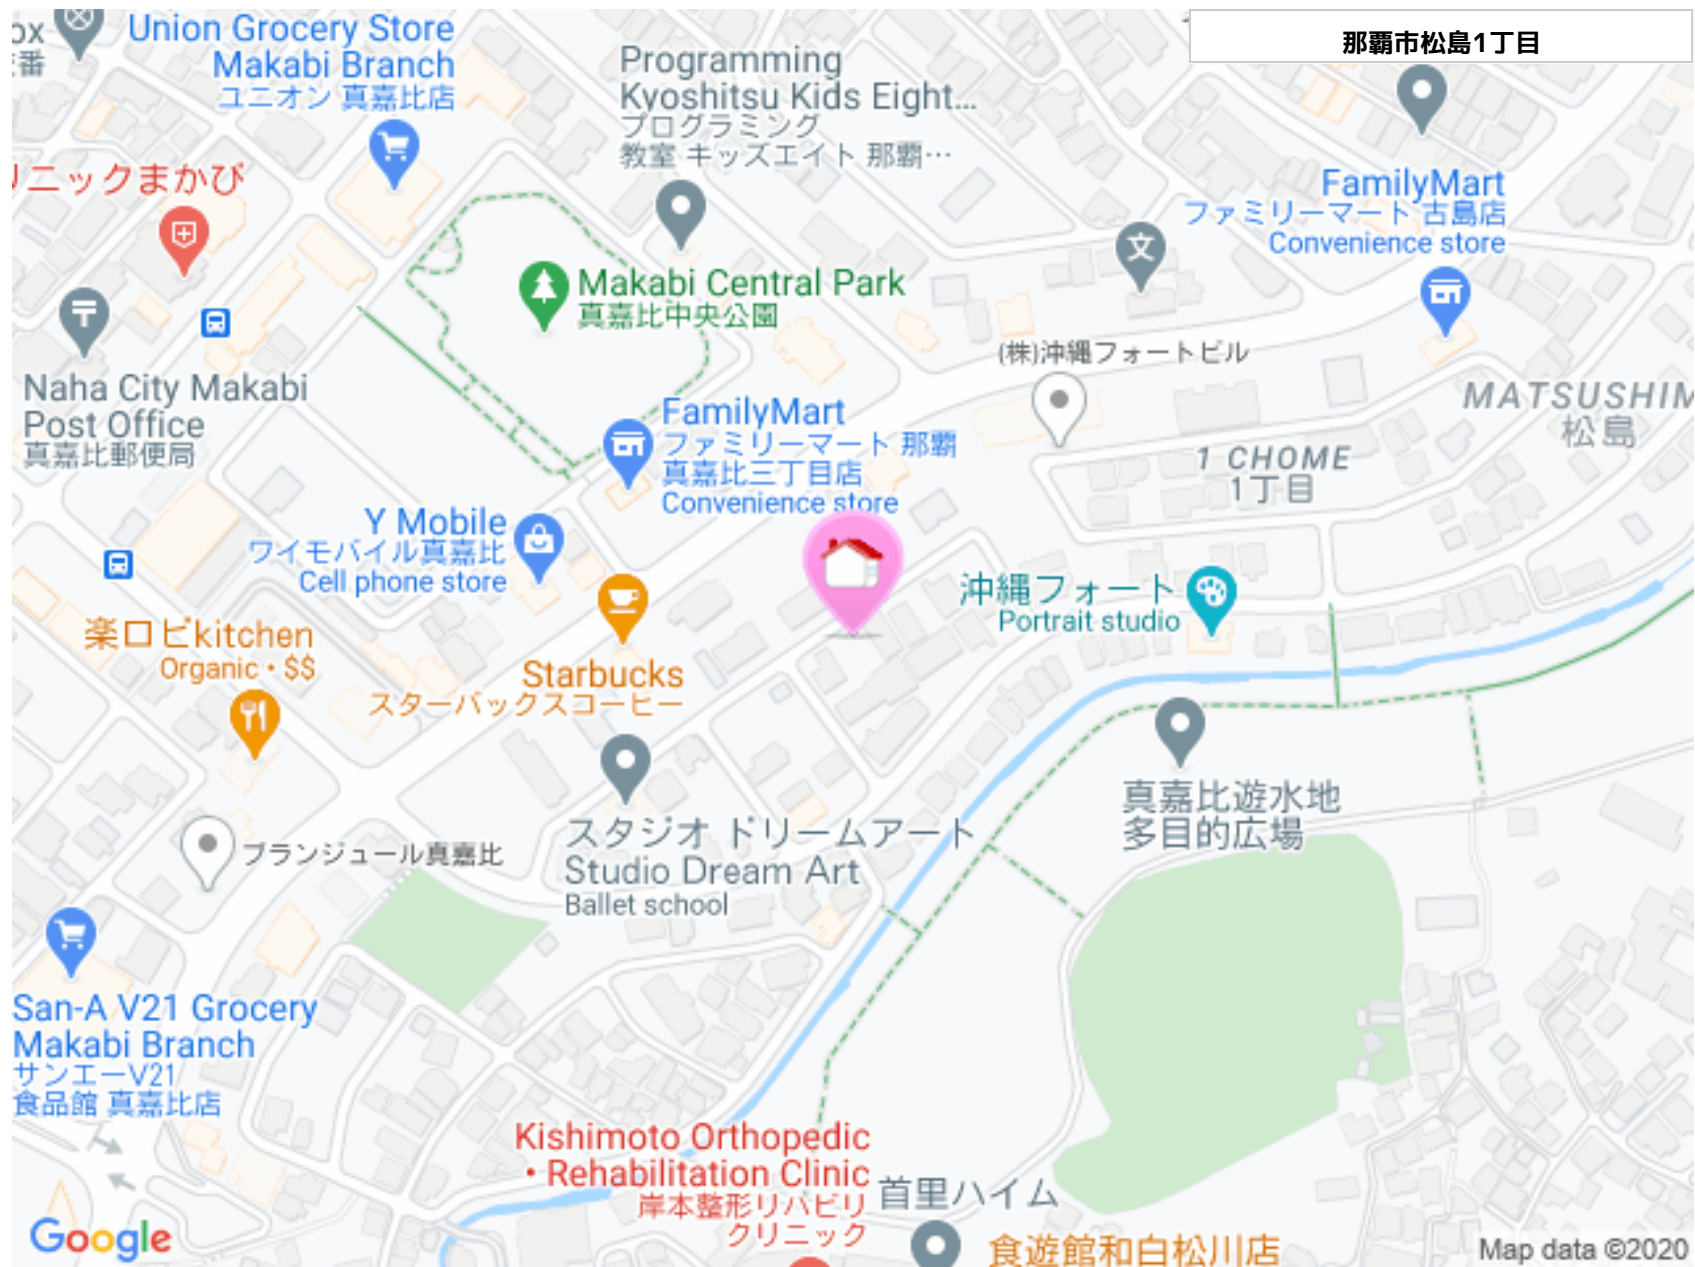 那覇市松島1丁目
Union Grocery Store
Makabi Branch
ユニオン 真嘉比店
Programming
Kyoshitsu Kids Eight...
プログラミング
教室 キッズエイト 那覇…
リニックまかび
FamilyMart
ファミリーマート 古島店
Convenience store
文
Makabi Central Park
真嘉比中央公園
(株)沖縄フォートビル
Naha City Makabi
Post Office
真嘉比郵便局
MATSUSHIM
松島
FamilyMart
ファミリーマート 那覇
真嘉比三丁目店
Convenience store
1 CHOME
1丁目
Y Mobile
ワイモバイル真嘉比
Cell phone store
沖縄フォート
Portrait studio
楽ロビkitchen
Organic • $$
Starbucks
スターバックスコーヒー
真嘉比遊水地
多目的広場
スタジオ ドリームアート
Studio Dream Art
Ballet school
ブランジュール真嘉比
San-A V21 Grocery
Makabi Branch
サンエーV21
食品館 真嘉比店
Kishimoto Orthopedic
・Rehabilitation Clinic
岸本整形リハビリ
クリニック
首里ハイム
食遊館和白松川店
Google
Map data ©2020